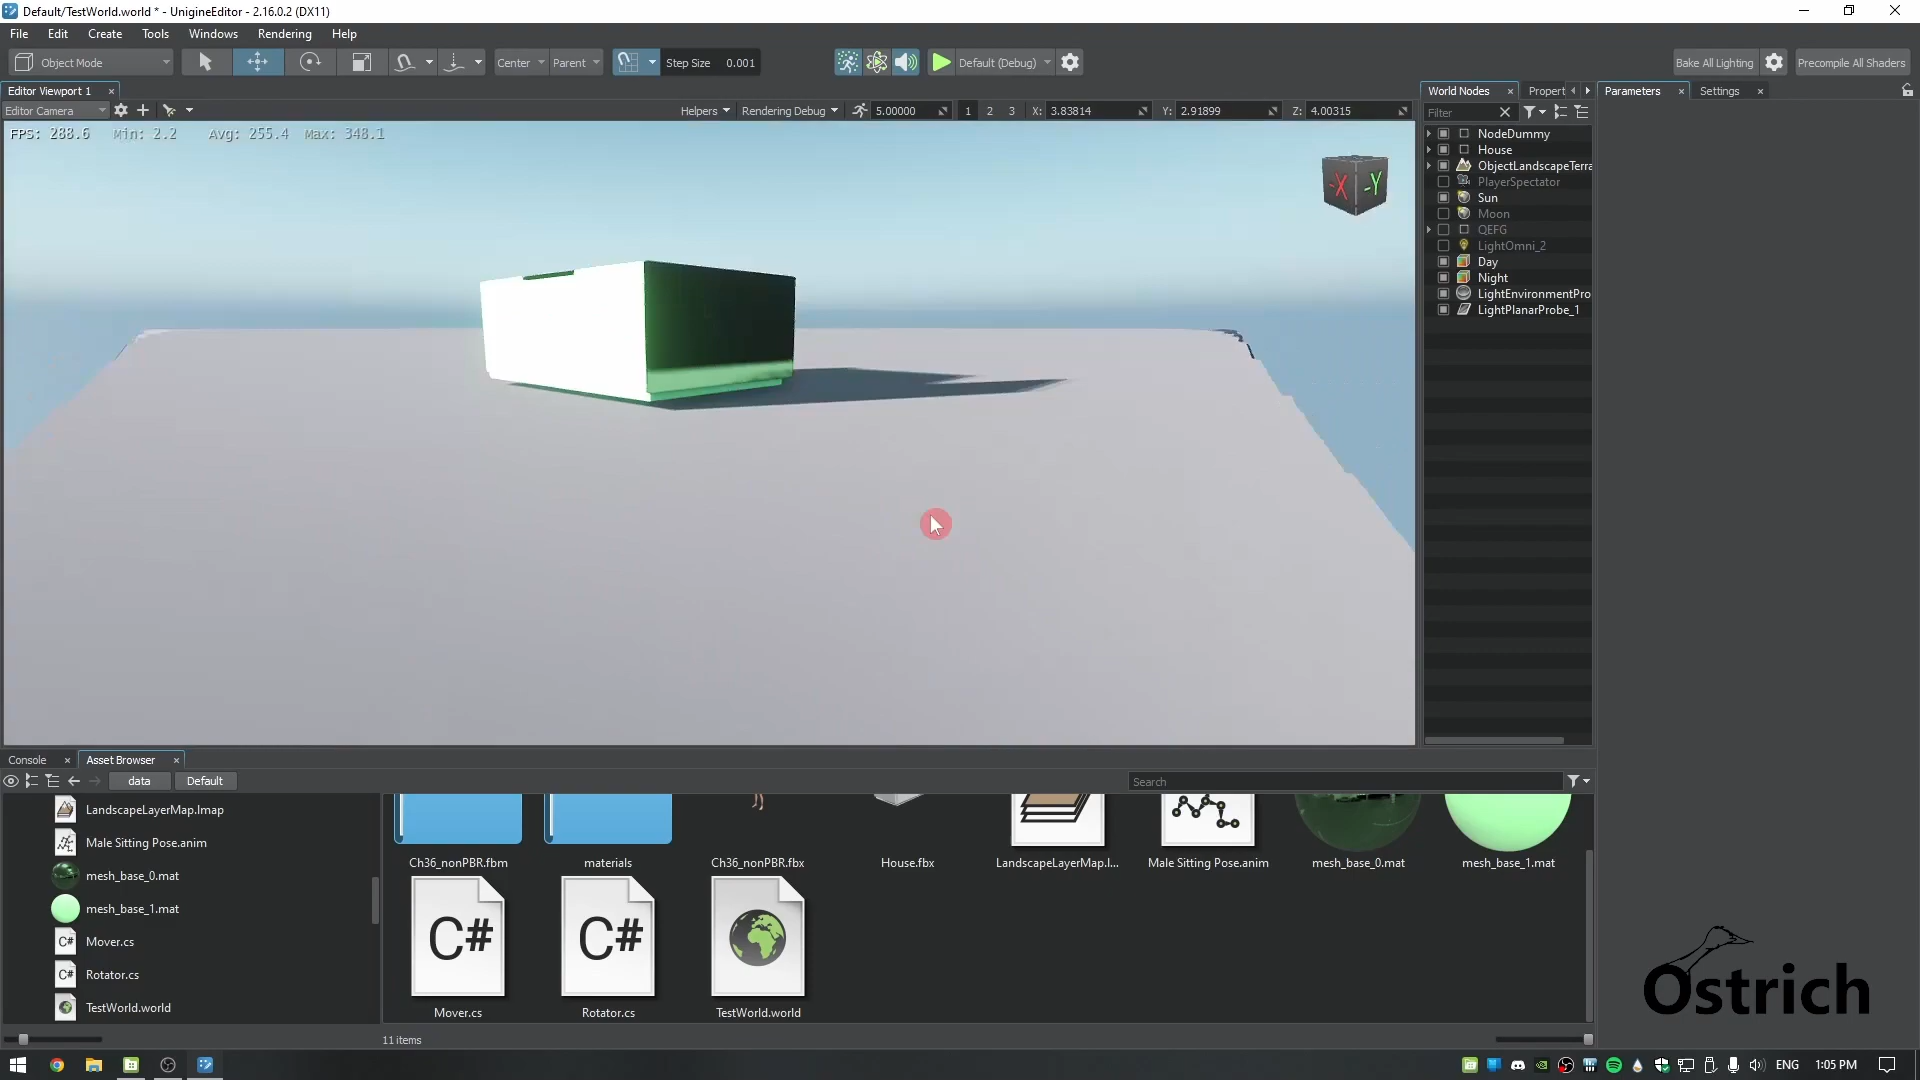 Default/TestWorld.world * - UnigineEditor - 2.16.0.2 (DX11)
File Edit Create Tools Windows Rendering Help
Object Mode Center Parent Step Size 0.001 Default (Debug) Bake All Lighting Precompile All Shaders
Editor Viewport 1
Editor Camera Helpers Rendering Debug 5.00000 1 2 3 X: 3.83814 Y: 2.91899 Z: 4.00315
FPS: 288.6 Min: 2.2 Avg: 255.4 Max: 348.1
-X -Y
World Nodes Propert
Filter
NodeDummy
House
ObjectLandscapeTerra
PlayerSpectator
Sun
Moon
QEFG
LightOmni_2
Day
Night
LightEnvironmentPro
LightPlanarProbe_1
Parameters Settings
Console Asset Browser
data Default Search
LandscapeLayerMap.lmap
Male Sitting Pose.anim
mesh_base_0.mat
mesh_base_1.mat
C# Mover.cs
C# Rotator.cs
TestWorld.world
Ch36_nonPBR.fbm materials Ch36_nonPBR.fbx House.fbx LandscapeLayerMap.l... Male Sitting Pose.anim mesh_base_0.mat mesh_base_1.mat
C# C#
Mover.cs Rotator.cs TestWorld.world
11 items
Ostrich
ENG 1:05 PM